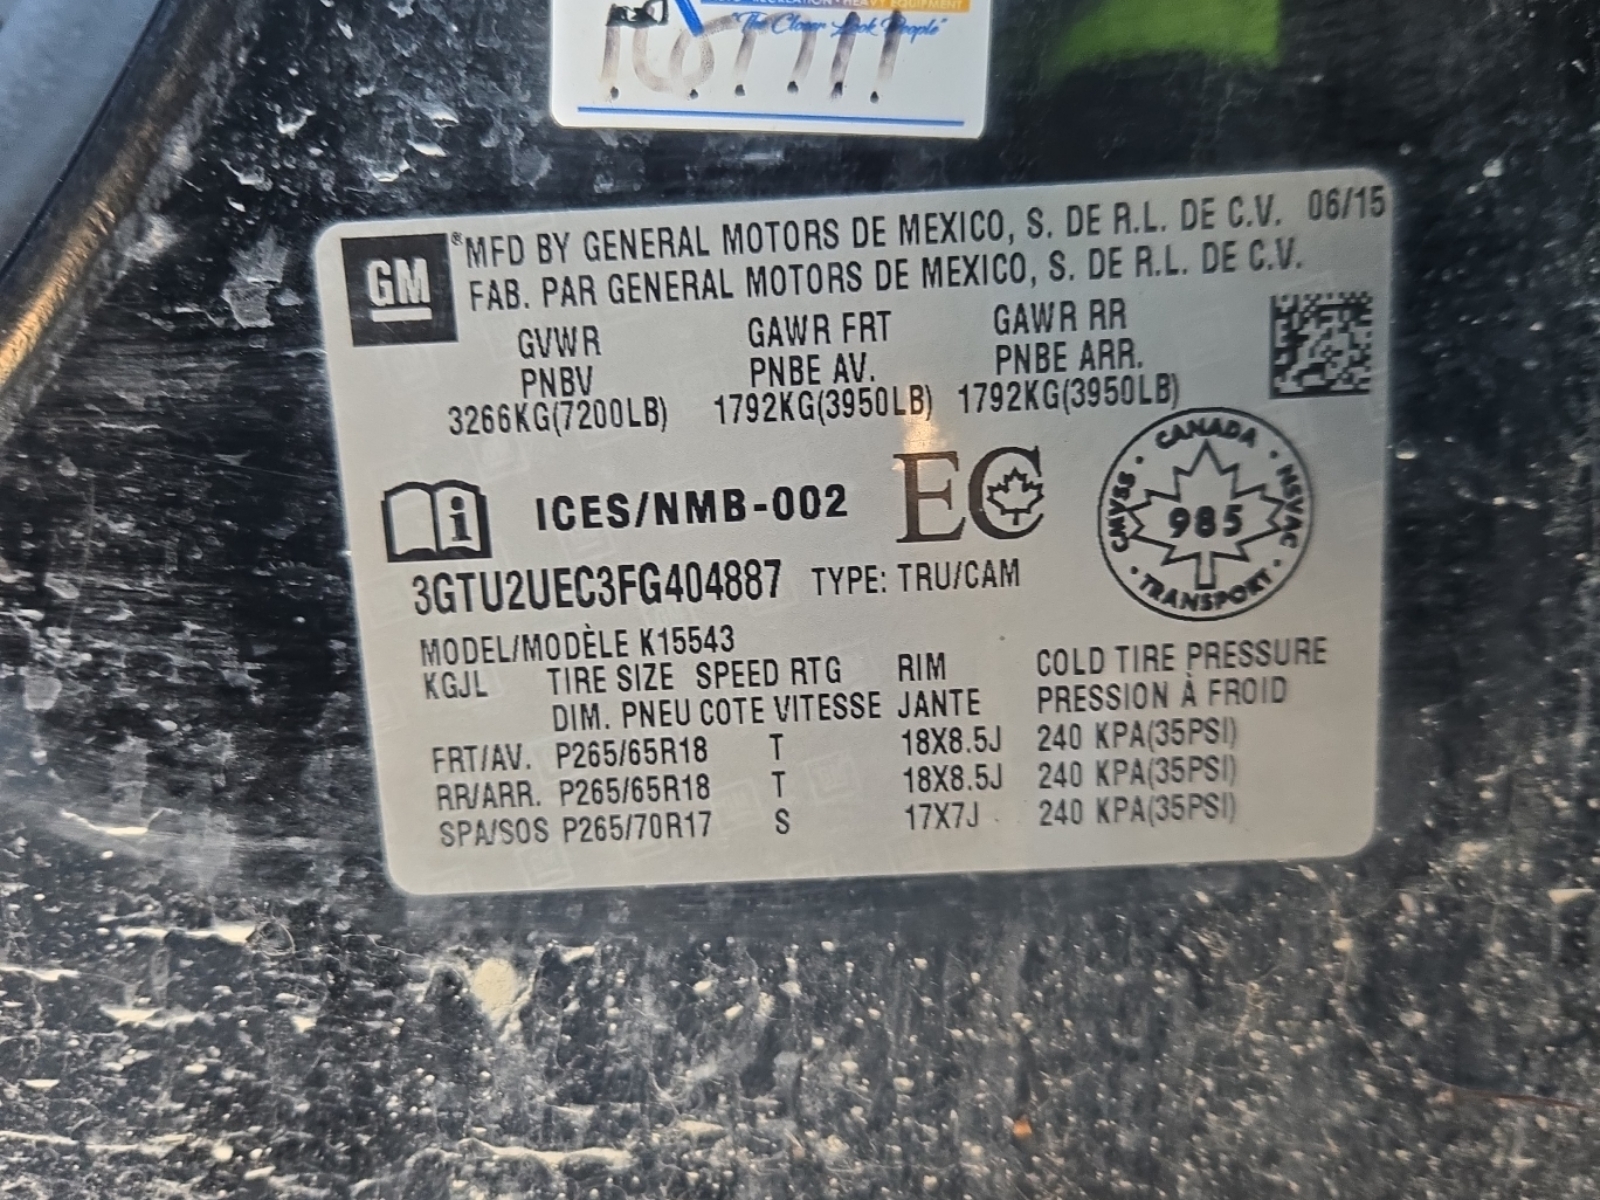 RECREATION • HEAVY EQUIPMENT
"The Closer Look People"
GM
®MFD BY GENERAL MOTORS DE MEXICO, S. DE R.L. DE C.V. 06/15
FAB. PAR GENERAL MOTORS DE MEXICO, S. DE R.L. DE C.V.
GVWR GAWR FRT GAWR RR
PNBV PNBE AV. PNBE ARR.
3266KG(7200LB) 1792KG(3950LB) 1792KG(3950LB)
i ICES/NMB-002 EC
CANADA • NSVAC • TRANSPORT • CMVSS •
985
3GTU2UEC3FG404887 TYPE: TRU/CAM
MODEL/MODÈLE K15543
KGJL TIRE SIZE SPEED RTG RIM COLD TIRE PRESSURE
DIM. PNEU COTE VITESSE JANTE PRESSION À FROID
FRT/AV. P265/65R18 T 18X8.5J 240 KPA(35PSI)
RR/ARR. P265/65R18 T 18X8.5J 240 KPA(35PSI)
SPA/SOS P265/70R17 S 17X7J 240 KPA(35PSI)